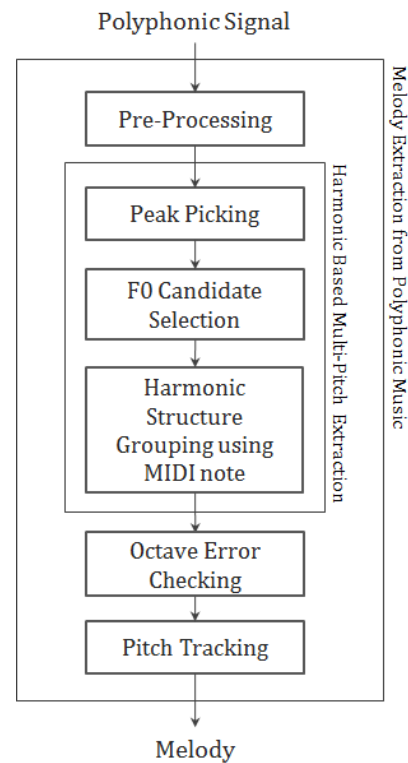 Polyphonic Signal
Pre-Processing
Peak Picking
F0 Candidate
Selection
Harmonic
Structure
Grouping using
MIDI note
Octave Error
Checking
Pitch Tracking
Melody
Harmonic Based Multi-Pitch Extraction
Melody Extraction from Polyphonic Music